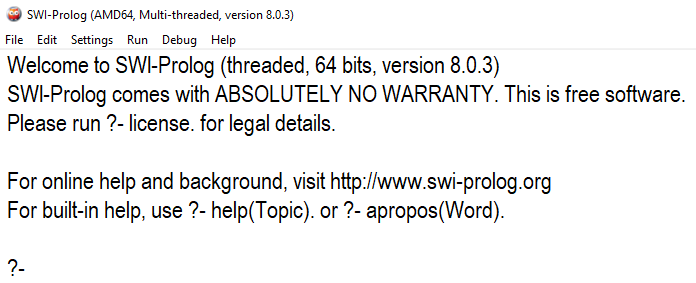 SWI-Prolog (AMD64, Multi-threaded, version 8.0.3)
File Edit Settings Run Debug Help
Welcome to SWI-Prolog (threaded, 64 bits, version 8.0.3)
SWI-Prolog comes with ABSOLUTELY NO WARRANTY. This is free software.
Please run ?- license. for legal details.
For online help and background, visit http://www.swi-prolog.org
For built-in help, use ?- help(Topic). or ?- apropos(Word).
?-